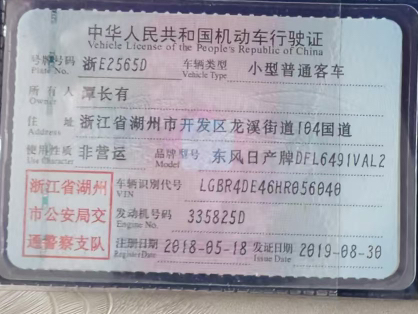 中华人民共和国机动车行驶证
Vehicle License of the People's Republic of China
号牌号码 浙E2565D 车辆类型 小型普通客车
Plate No. Vehicle Type
所有人 覃长有
Owner
住址 浙江省湖州市开发区龙溪街道104国道
Address
使用性质 非营运 品牌型号 东风日产牌DFL6491VAL2
Use Character Model
浙江省湖州市公安局交通警察支队
车辆识别代号 LGBR4DE46HR056040
VIN
发动机号码 335825D
Engine No.
注册日期 2018-05-18 发证日期 2019-08-30
Register Date Issue Date